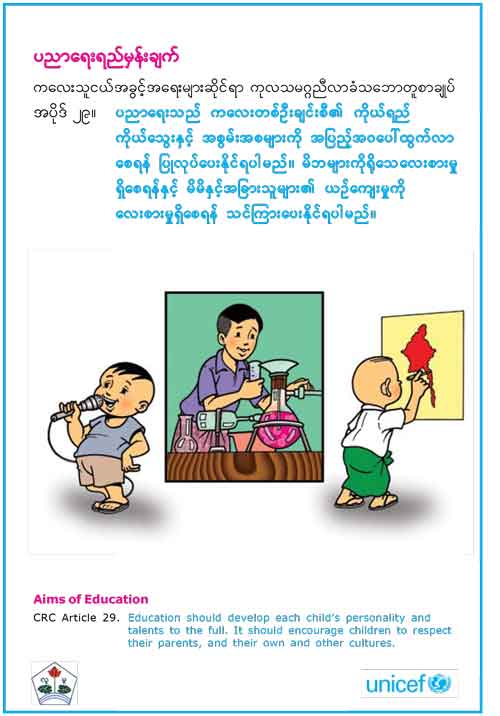 ပညာရေးရည်မှန်းချက်
ကလေးသူငယ်အခွင့်အရေးများဆိုင်ရာ ကုလသမဂ္ဂညီလာခံသဘောတူစာချုပ်
အပိုဒ် ၂၉။ ပညာရေးသည် ကလေးတစ်ဦးချင်းစီ၏ ကိုယ်ရည်
ကိုယ်သွေးနှင့် အစွမ်းအစများကို အပြည့်အဝပေါ်ထွက်လာ
စေရန် ပြုလုပ်ပေးနိုင်ရပါမည်။ မိဘများကိုရိုသေလေးစားမှု
ရှိစေရန်နှင့် မိမိနှင့်အခြားသူများ၏ ယဉ်ကျေးမှုကို
လေးစားမှုရှိစေရန် သင်ကြားပေးနိုင်ရပါမည်။
Aims of Education
CRC Article 29. Education should develop each child's personality and
talents to the full. It should encourage children to respect
their parents, and their own and other cultures.
unicef